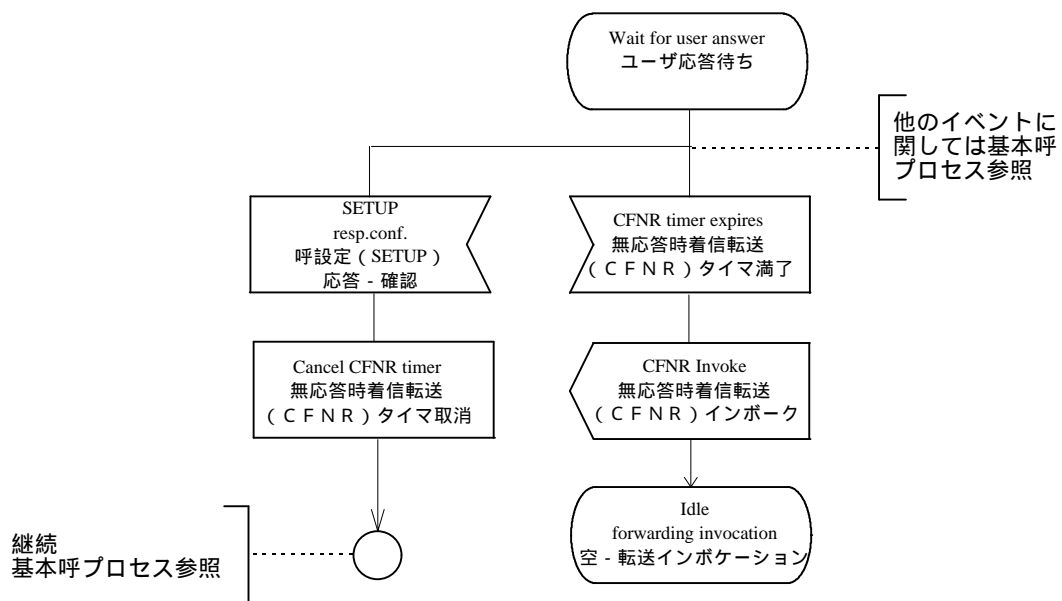 Wait for user answer
ユーザ応答待ち
他のイベントに
関しては基本呼
プロセス参照
SETUP
resp.conf.
呼設定（SETUP）
応答 - 確認
CFNR timer expires
無応答時着信転送
（ＣＦＮＲ）タイマ満了
Cancel CFNR timer
無応答時着信転送
（ＣＦＮＲ）タイマ取消
CFNR Invoke
無応答時着信転送
（ＣＦＮＲ）インボーク
継続
基本呼プロセス参照
Idle
forwarding invocation
空 - 転送インボケーション